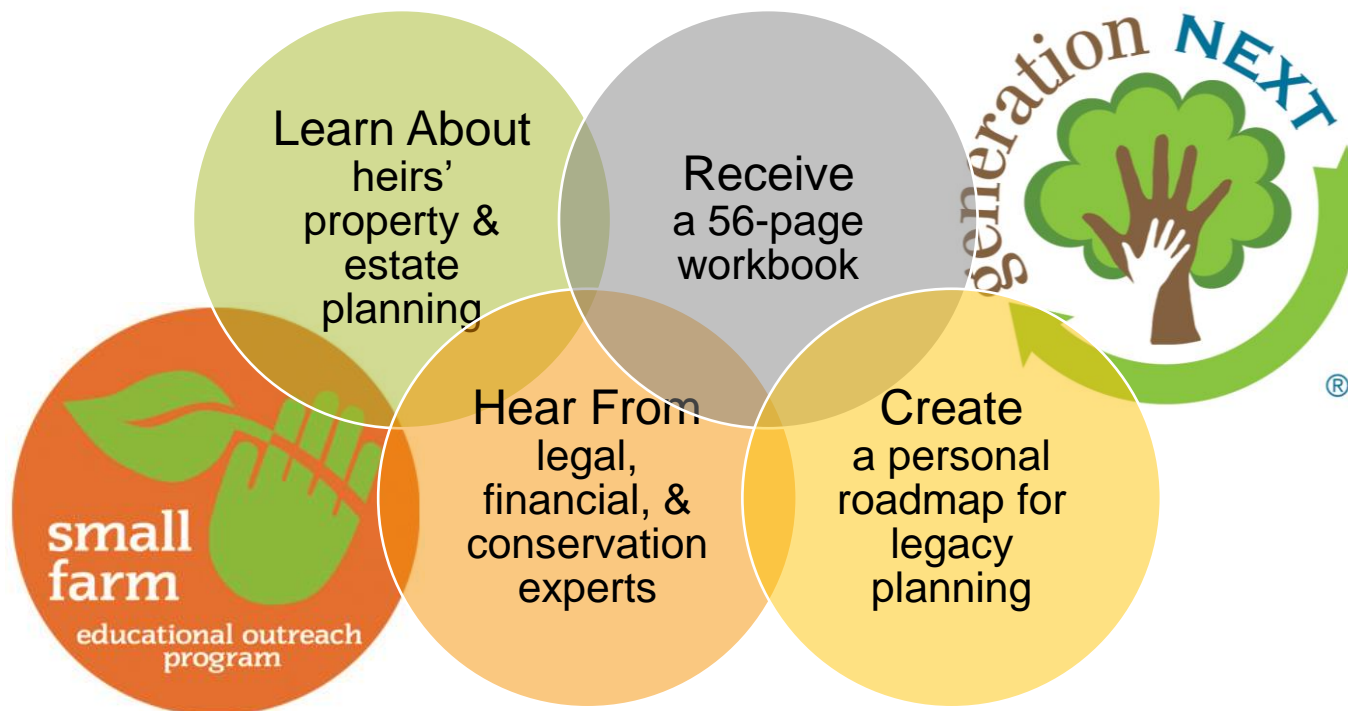 Learn About
heirs’
property &
estate
planning
Receive
a 56-page
workbook
generation NEXT
®
Hear From
legal,
financial, &
conservation
experts
Create
a personal
roadmap for
legacy
planning
small
farm
educational outreach
program